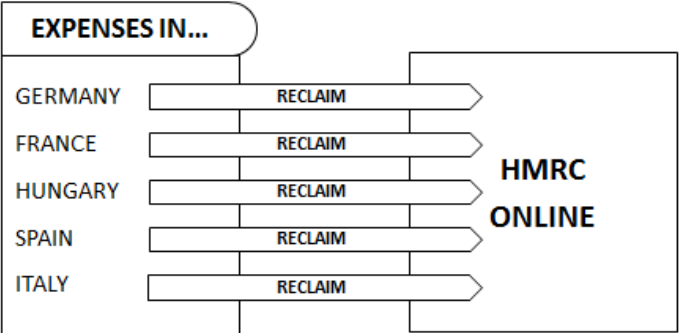 EXPENSES IN...
GERMANY RECLAIM
FRANCE RECLAIM
HUNGARY RECLAIM
SPAIN RECLAIM
ITALY RECLAIM
HMRC
ONLINE